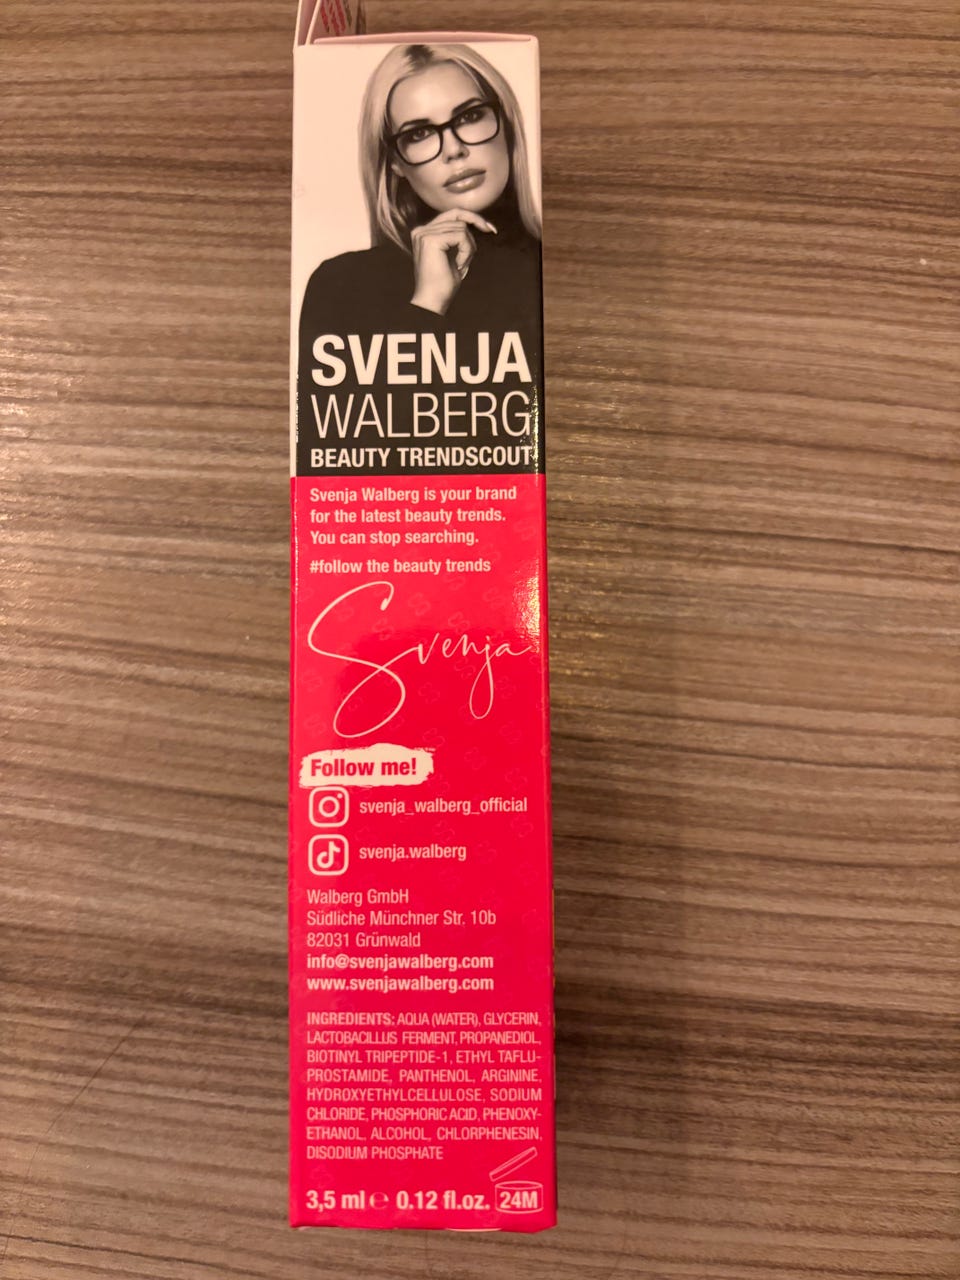 SVENJA
WALBERG
BEAUTY TRENDSCOUT
Svenja Walberg is your brand
for the latest beauty trends.
You can stop searching.
#follow the beauty trends
Svenja
Follow me!
svenja_walberg_official
svenja.walberg
Walberg GmbH
Südliche Münchner Str. 10b
82031 Grünwald
info@svenjawalberg.com
www.svenjawalberg.com
INGREDIENTS: AQUA (WATER), GLYCERIN,
LACTOBACILLUS FERMENT, PROPANEDIOL,
BIOTINYL TRIPEPTIDE-1, ETHYL TAFLU-
PROSTAMIDE, PANTHENOL, ARGININE,
HYDROXYETHYLCELLULOSE, SODIUM
CHLORIDE, PHOSPHORIC ACID, PHENOXY-
ETHANOL, ALCOHOL, CHLORPHENESIN,
DISODIUM PHOSPHATE
3,5 ml ℮ 0.12 fl.oz. 24M